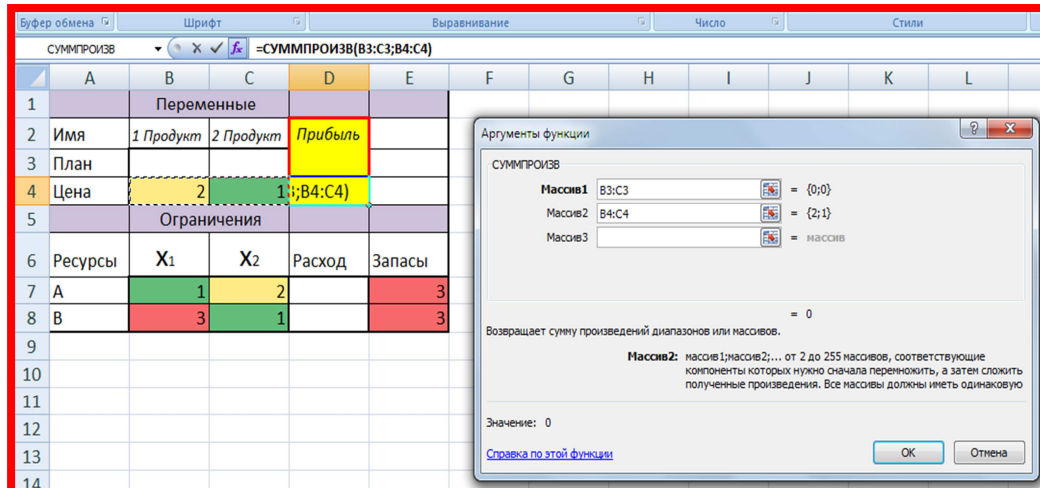 Буфер обмена Шрифт Выравнивание Число Стили
СУММПРОИЗВ =СУММПРОИЗВ(B3:C3;B4:C4)
A B C D E F G H I J K L
1 Переменные
2 Имя 1 Продукт 2 Продукт Прибыль
3 План
4 Цена 2 1 3;B4:C4)
5 Ограничения
6 Ресурсы X1 X2 Расход Запасы
7 A 1 2 3
8 B 3 1 3
9
10
11
12
13
14
Аргументы функции
СУММПРОИЗВ
Массив1 B3:C3 = {0;0}
Массив2 B4:C4 = {2;1}
Массив3 = массив
= 0
Возвращает сумму произведений диапазонов или массивов.
Массив2: массив1;массив2;... от 2 до 255 массивов, соответствующие
компоненты которых нужно сначала перемножить, а затем сложить
полученные произведения. Все массивы должны иметь одинаковую
Значение: 0
Справка по этой функции
ОК Отмена